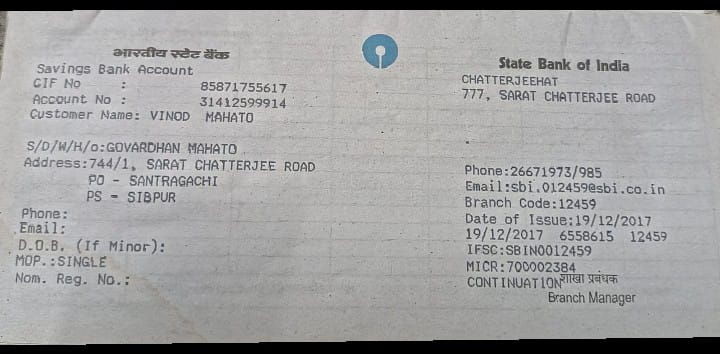 भारतीय स्टेट बैंक
Savings Bank Account
CIF No : 85871755617
Account No : 31412599914
Customer Name: VINOD MAHATO
S/D/W/H/o:GOVARDHAN MAHATO
Address:744/1, SARAT CHATTERJEE ROAD
PO - SANTRAGACHI
PS - SIBPUR
Phone:
Email:
D.O.B. (If Minor):
MOP.:SINGLE
Nom. Reg. No.:
State Bank of India
CHATTERJEEHAT
777, SARAT CHATTERJEE ROAD
Phone:26671973/985
Email:sbi.012459@sbi.co.in
Branch Code:12459
Date of Issue:19/12/2017
19/12/2017 6558615 12459
IFSC:SBIN0012459
MICR:700002384
CONTINUATION शाखा प्रबंधक
Branch Manager